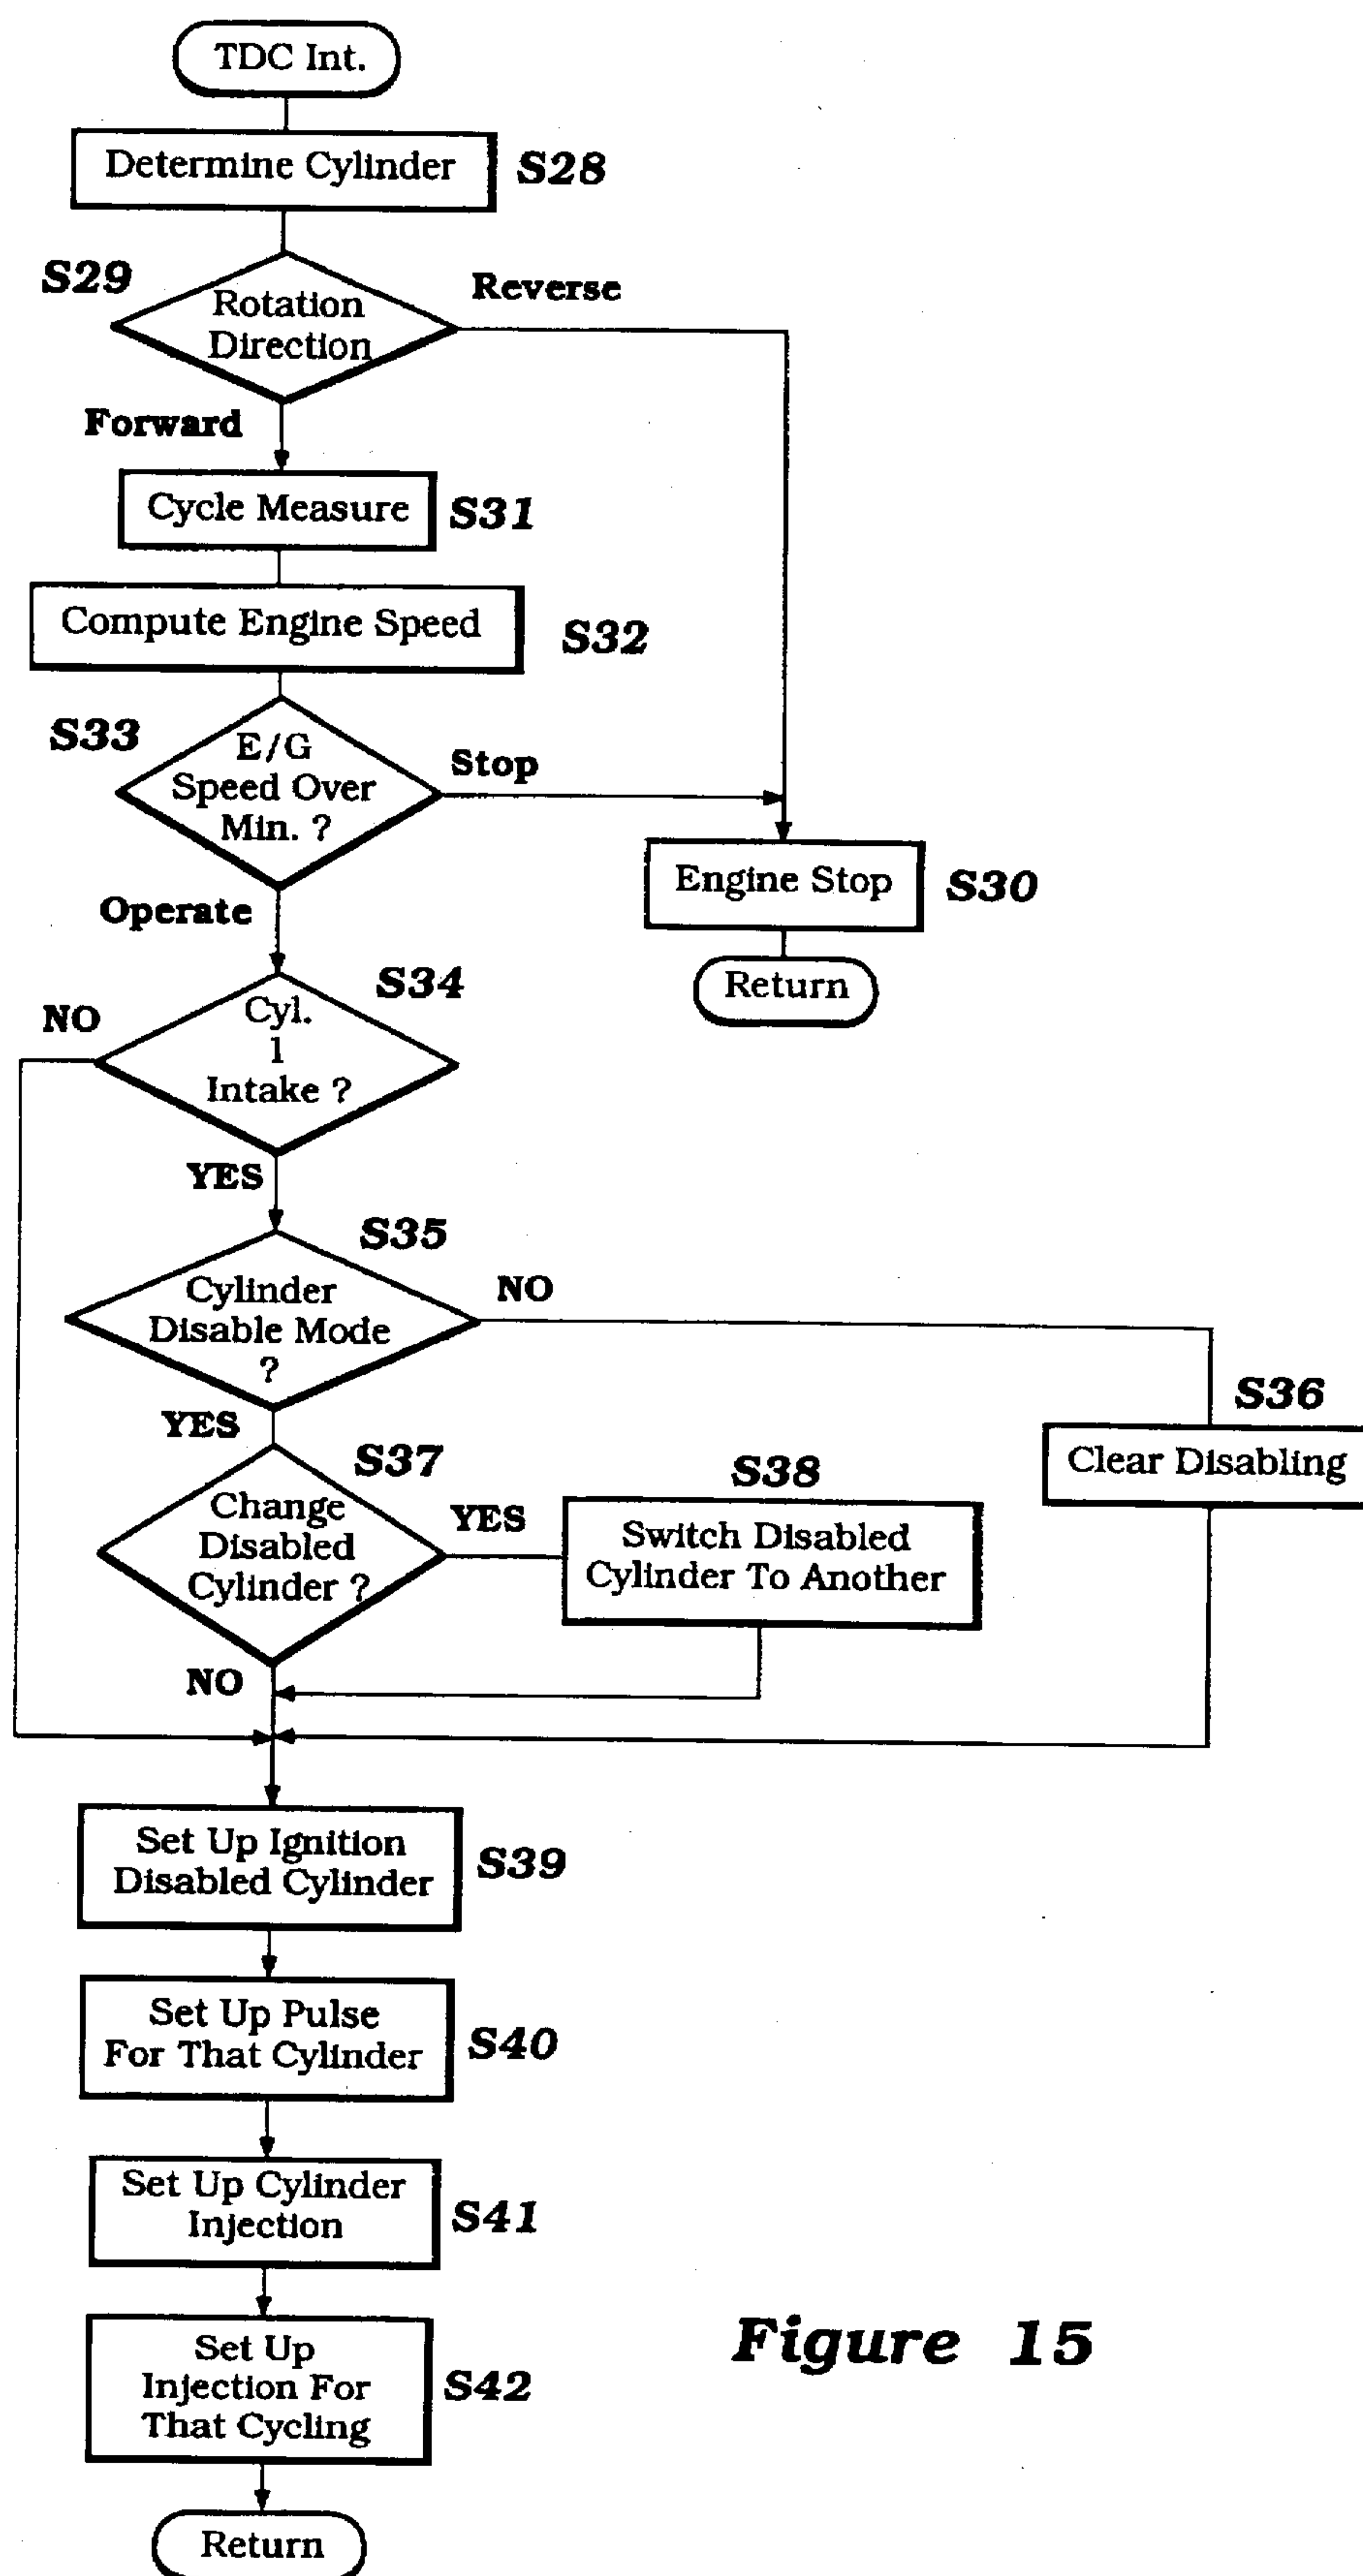 TDC Int.
Determine Cylinder
S28
S29
Rotation
Direction
Reverse
Forward
Cycle Measure
S31
Compute Engine Speed
S32
S33
E/G
Speed Over
Min. ?
Stop
Operate
Engine Stop
S30
Return
S34
NO
Cyl.
1
Intake ?
YES
S35
Cylinder
Disable Mode
?
NO
YES
S36
Clear Disabling
S37
Change
Disabled
Cylinder ?
YES
S38
Switch Disabled
Cylinder To Another
NO
Set Up Ignition
Disabled Cylinder
S39
Set Up Pulse
For That Cylinder
S40
Set Up Cylinder
Injection
S41
Set Up
Injection For
That Cycling
S42
Return
Figure 15